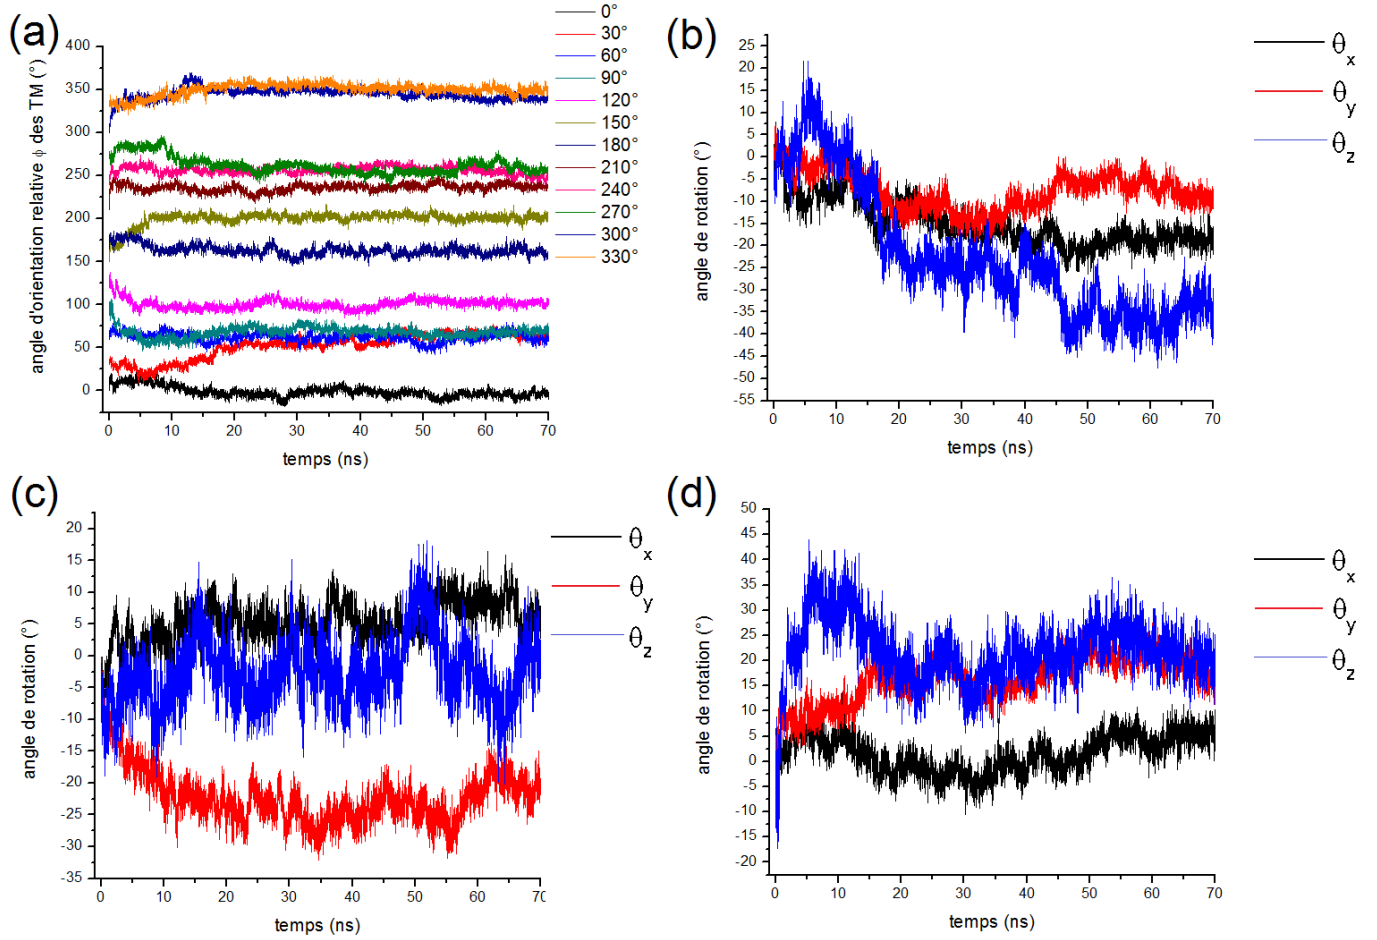 (a)
angle d'orientation relative ϕ des TM (°)
400
350
300
250
200
150
100
50
0
0 10 20 30 40 50 60 70
temps (ns)
0°
30°
60°
90°
120°
150°
180°
210°
240°
270°
300°
330°
(b)
angle de rotation (°)
25
20
15
10
5
0
-5
-10
-15
-20
-25
-30
-35
-40
-45
-50
-55
0 10 20 30 40 50 60 70
temps (ns)
θx
θy
θz
(c)
angle de rotation (°)
20
15
10
5
0
-5
-10
-15
-20
-25
-30
-35
0 10 20 30 40 50 60 70
temps (ns)
θx
θy
θz
(d)
angle de rotation (°)
50
45
40
35
30
25
20
15
10
5
0
-5
-10
-15
-20
0 10 20 30 40 50 60 70
temps (ns)
θx
θy
θz